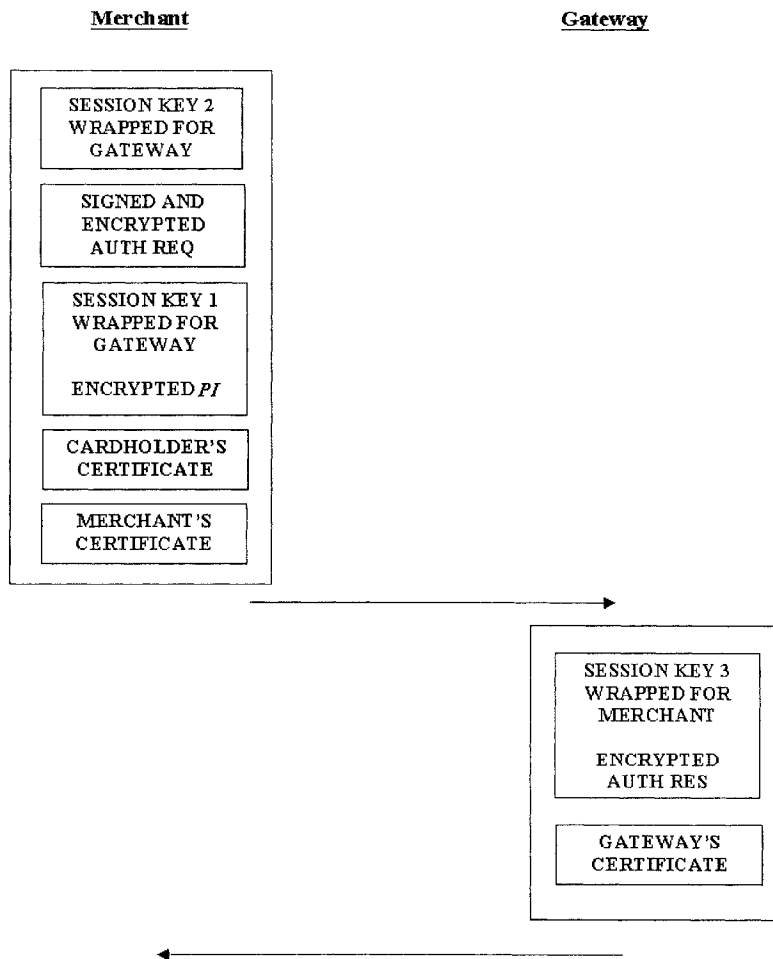 Merchant
Gateway
SESSION KEY 2
WRAPPED FOR
GATEWAY
SIGNED AND
ENCRYPTED
AUTH REQ
SESSION KEY 1
WRAPPED FOR
GATEWAY
ENCRYPTED PI
CARDHOLDER'S
CERTIFICATE
MERCHANT'S
CERTIFICATE
SESSION KEY 3
WRAPPED FOR
MERCHANT
ENCRYPTED
AUTH RES
GATEWAY'S
CERTIFICATE